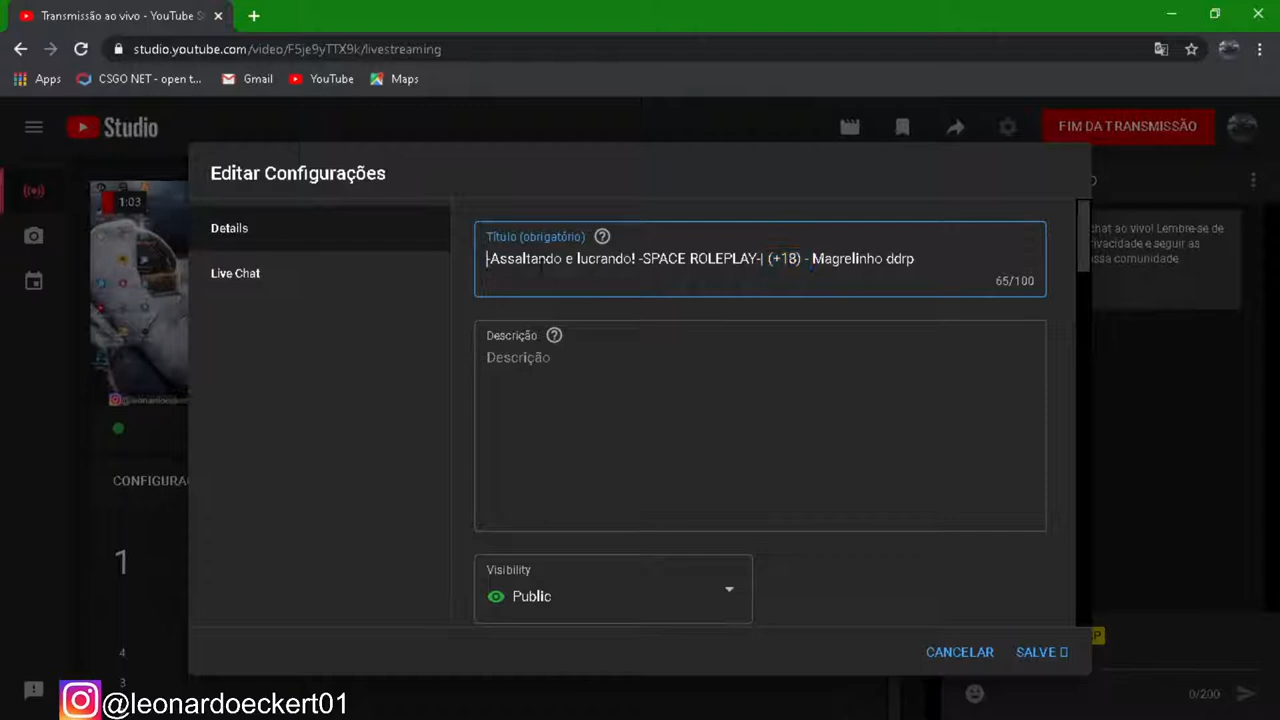 Transmissão ao vivo - YouTube S
studio.youtube.com/video/F5je9yTTX9k/livestreaming
Apps
CSGO NET - open t...
Gmail
YouTube
Maps
Studio
FIM DA TRANSMISSÃO
Editar Configurações
1:03
Details
Live Chat
Título (obrigatório)
-Assaltando e lucrando! -SPACE ROLEPLAY-| (+18) - Magrelinho ddrp
65/100
Descrição
Descrição
chat ao vivo! Lembre-se de
rivacidade e seguir as
ssa comunidade
CONFIGURA
1
Visibility
Public
4
3
CANCELAR
SALVE
P
0/200
@leonardoeckert01